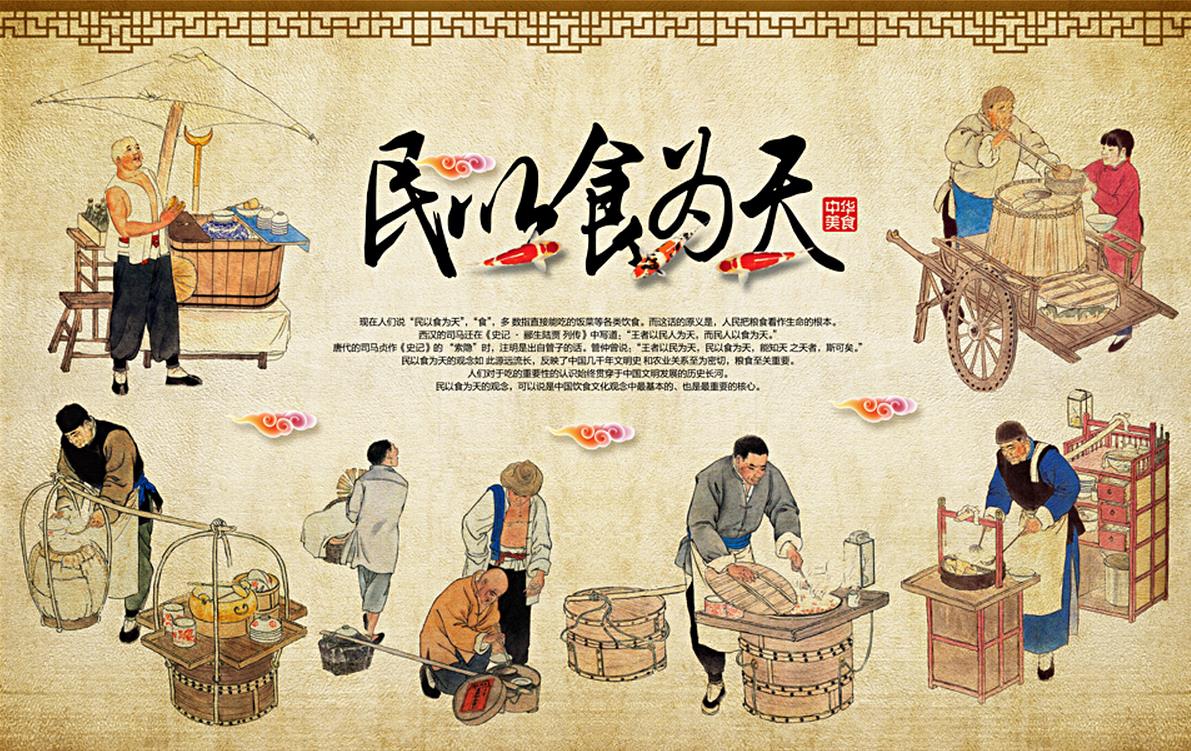 民以食为天
中华
美食
现在人们说“民以食为天”，“食”，多 数指直接能吃的饭菜等各类饮食。而这话的原义是，人民把粮食看作生命的根本。
西汉的司马迁在《史记 · 郦生陆贾 列传》中写道：“王者以民人为天，而民人以食为天。”
唐代的司马贞作《史记》的 “索隐” 时，注明是出自管子的话。管仲曾说：“王者以民为天，民以食为天，能知天 之天者，斯可矣。”
民以食为天的观念如 此源远流长，反映了中国几千年文明史 和农业关系至为密切，粮食至关重要。
人们对于吃的重要性的认识始终贯穿于中国文明发展的历史长河。
民以食为天的观念，可以说是中国饮食文化观念中最基本的、也是最重要的核心。